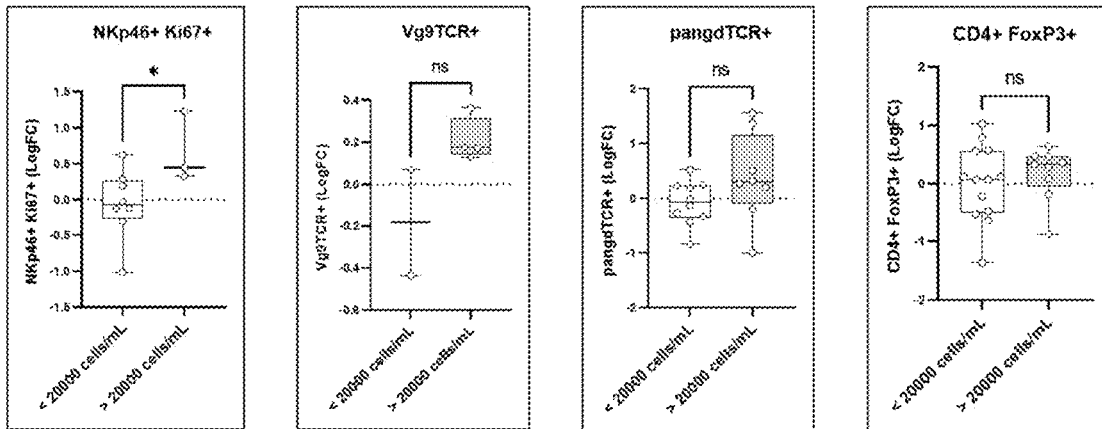 NKp46+ Ki67+
*
NKp46+ Ki67+ (LogFC)
1.5
1.0
0.5
0.0
-0.5
-1.0
-1.5
< 20000 cells/mL
> 20000 cells/mL
Vg9TCR+
ns
Vg9TCR+ (LogFC)
0.4
0.2
0.0
-0.2
-0.4
-0.6
< 20000 cells/mL
> 20000 cells/mL
pangdTCR+
ns
pangdTCR+ (LogFC)
2
1
0
-1
-2
< 20000 cells/mL
> 20000 cells/mL
CD4+ FoxP3+
ns
CD4+ FoxP3+ (LogFC)
2
1
0
-1
-2
< 20000 cells/mL
> 20000 cells/mL